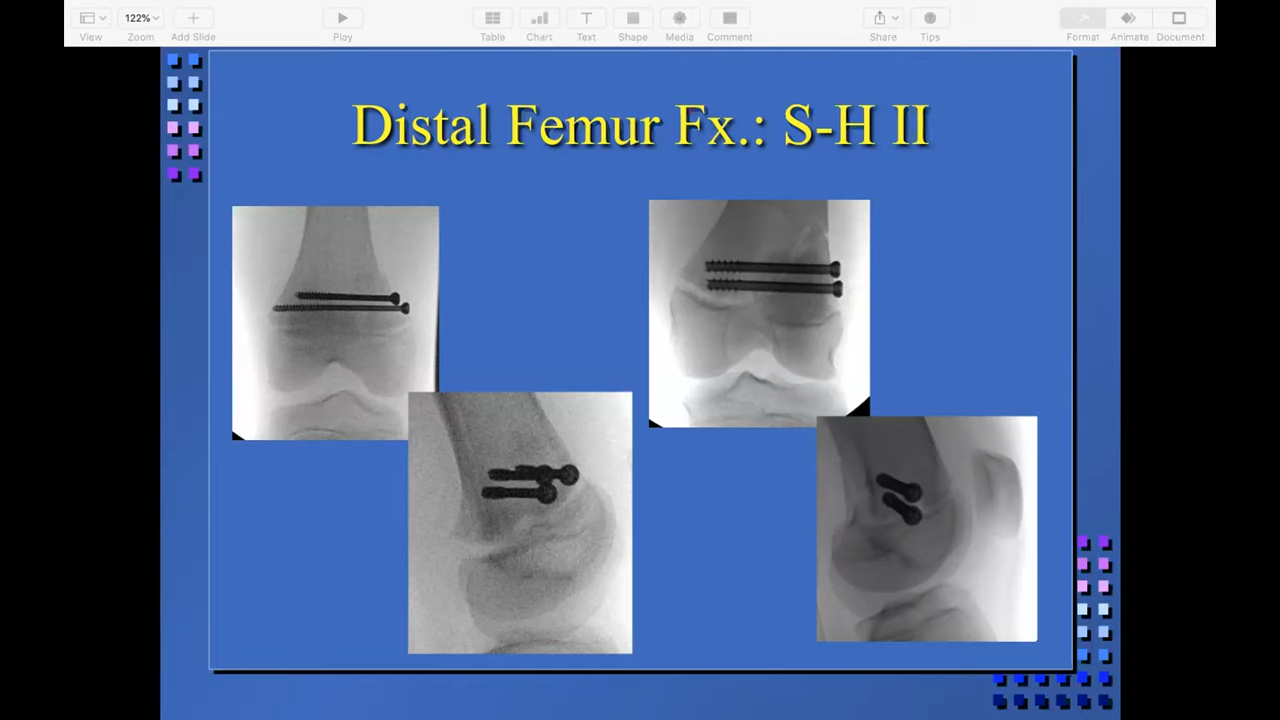 122%
View
Zoom
Add Slide
Play
Table
Chart
Text
Shape
Media
Comment
Share
Tips
Format
Animate
Document
Distal Femur Fx.: S-H II